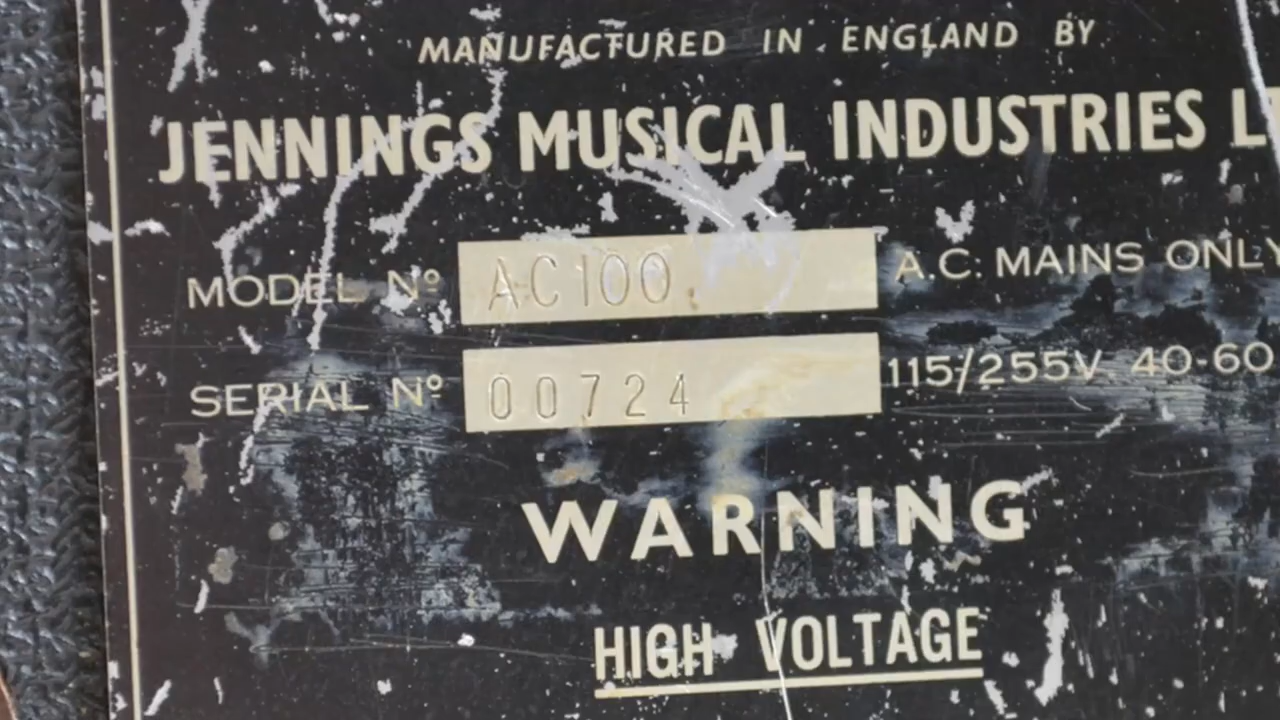 MANUFACTURED IN ENGLAND BY
JENNINGS MUSICAL INDUSTRIES
MODEL Nº AC100 A.C. MAINS ONLY
SERIAL Nº 00724 115/255V 40-60
WARNING
HIGH VOLTAGE